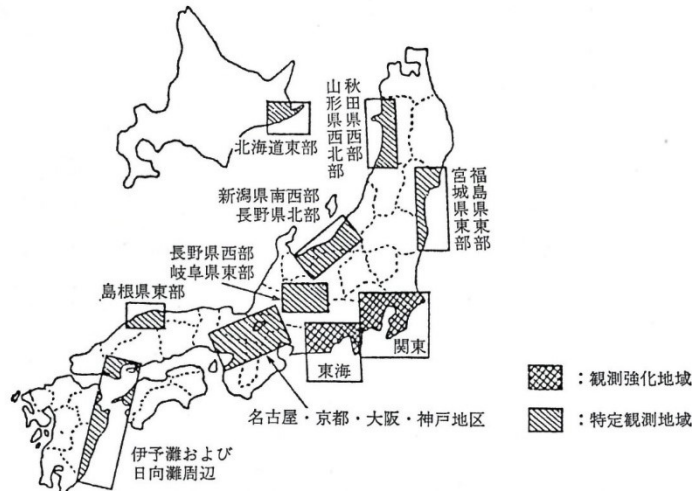 北海道東部
秋田県西部
山形県西北部
福島県東部
宮城県東部
新潟県南西部
長野県北部
長野県西部
岐阜県東部
島根県東部
関東
東海
名古屋・京都・大阪・神戸地区
伊予灘および
日向灘周辺
：観測強化地域
：特定観測地域